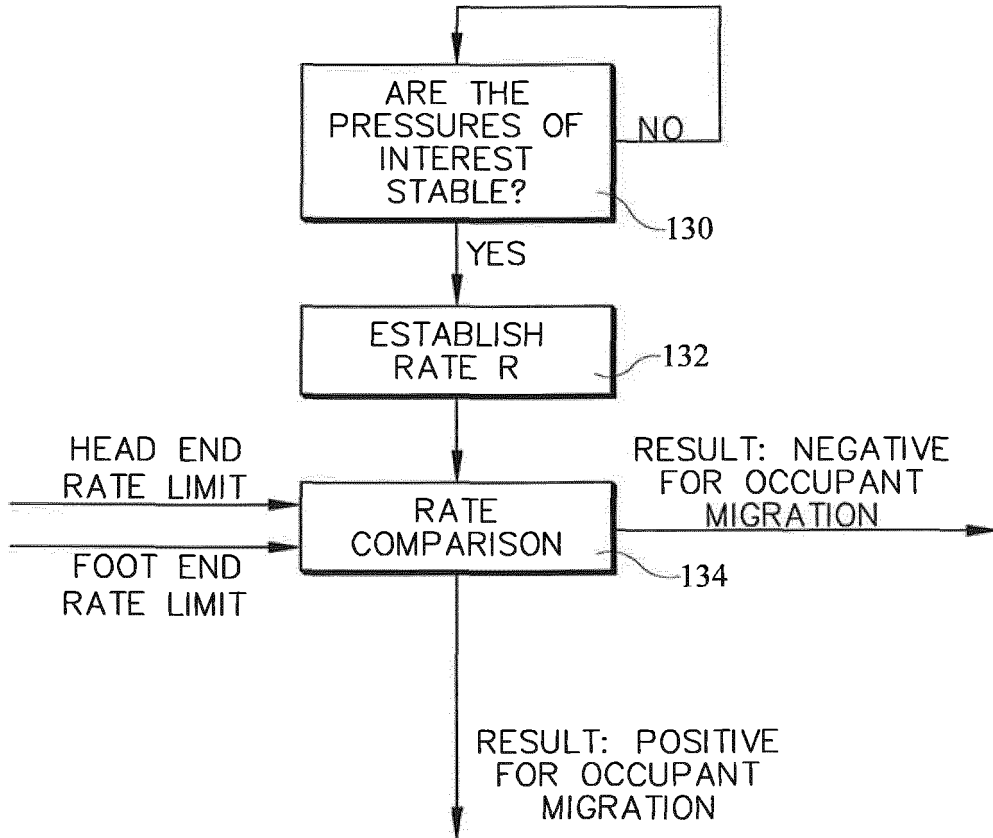 ARE THE
PRESSURES OF
INTEREST
STABLE?
NO
130
YES
ESTABLISH
RATE R
132
HEAD END
RATE LIMIT
RESULT: NEGATIVE
FOR OCCUPANT
MIGRATION
RATE
COMPARISON
FOOT END
RATE LIMIT
134
RESULT: POSITIVE
FOR OCCUPANT
MIGRATION